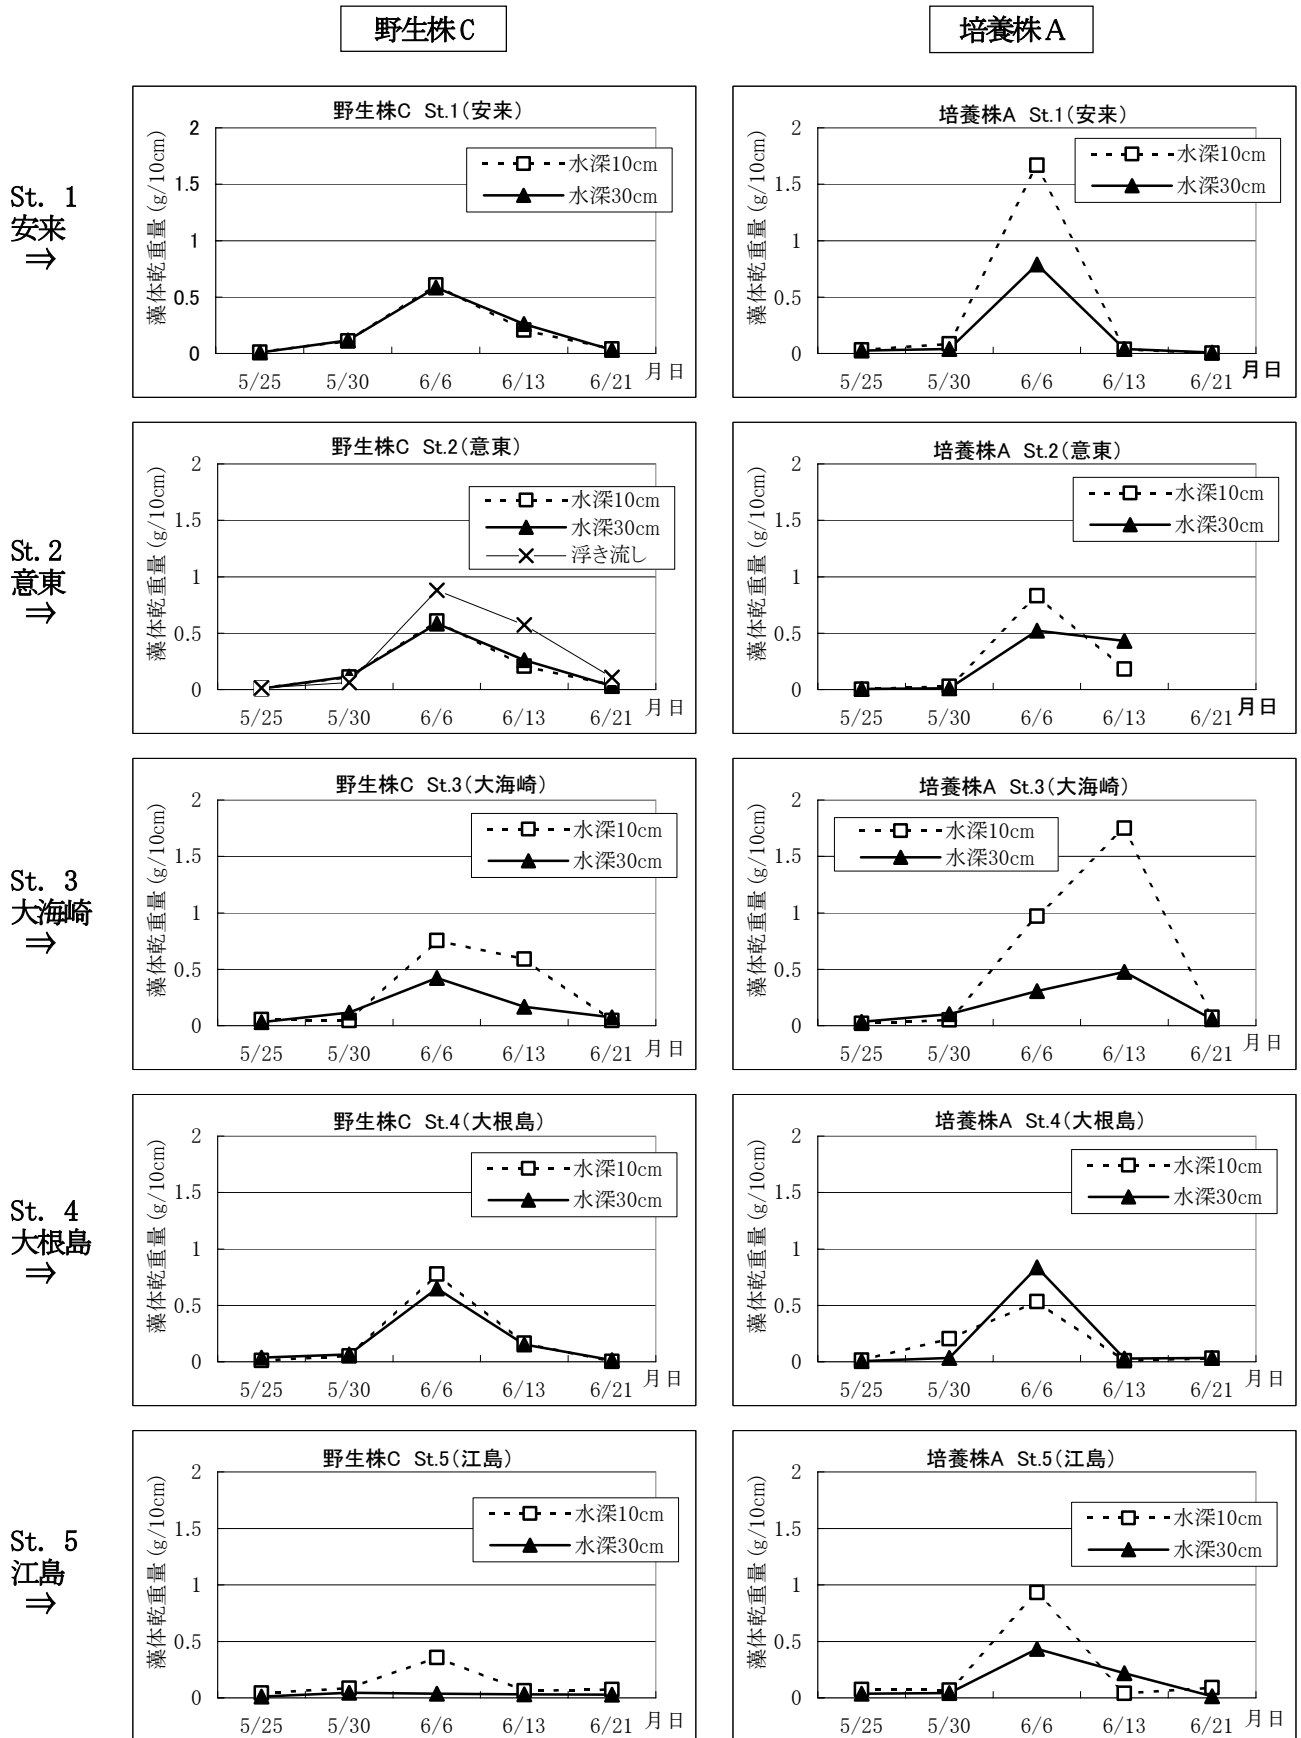 野生株C
培養株A
St. 1
安来
⇒
野生株C St.1(安来)
藻体乾重量 (g/10cm)
2
1.5
1
0.5
0
水深10cm
水深30cm
5/25 5/30 6/6 6/13 6/21 月日
培養株A St.1(安来)
藻体乾重量 (g/10cm)
2
1.5
1
0.5
0
水深10cm
水深30cm
5/25 5/30 6/6 6/13 6/21 月日
St. 2
意東
⇒
野生株C St.2(意東)
藻体乾重量 (g/10cm)
2
1.5
1
0.5
0
水深10cm
水深30cm
浮き流し
5/25 5/30 6/6 6/13 6/21 月日
培養株A St.2(意東)
藻体乾重量 (g/10cm)
2
1.5
1
0.5
0
水深10cm
水深30cm
5/25 5/30 6/6 6/13 6/21 月日
St. 3
大海崎
⇒
野生株C St.3(大海崎)
藻体乾重量 (g/10cm)
2
1.5
1
0.5
0
水深10cm
水深30cm
5/25 5/30 6/6 6/13 6/21 月日
培養株A St.3(大海崎)
藻体乾重量 (g/10cm)
2
1.5
1
0.5
0
水深10cm
水深30cm
5/25 5/30 6/6 6/13 6/21 月日
St. 4
大根島
⇒
野生株C St.4(大根島)
藻体乾重量 (g/10cm)
2
1.5
1
0.5
0
水深10cm
水深30cm
5/25 5/30 6/6 6/13 6/21 月日
培養株A St.4(大根島)
藻体乾重量 (g/10cm)
2
1.5
1
0.5
0
水深10cm
水深30cm
5/25 5/30 6/6 6/13 6/21 月日
St. 5
江島
⇒
野生株C St.5(江島)
藻体乾重量 (g/10cm)
2
1.5
1
0.5
0
水深10cm
水深30cm
5/25 5/30 6/6 6/13 6/21 月日
培養株A St.5(江島)
藻体乾重量 (g/10cm)
2
1.5
1
0.5
0
水深10cm
水深30cm
5/25 5/30 6/6 6/13 6/21 月日